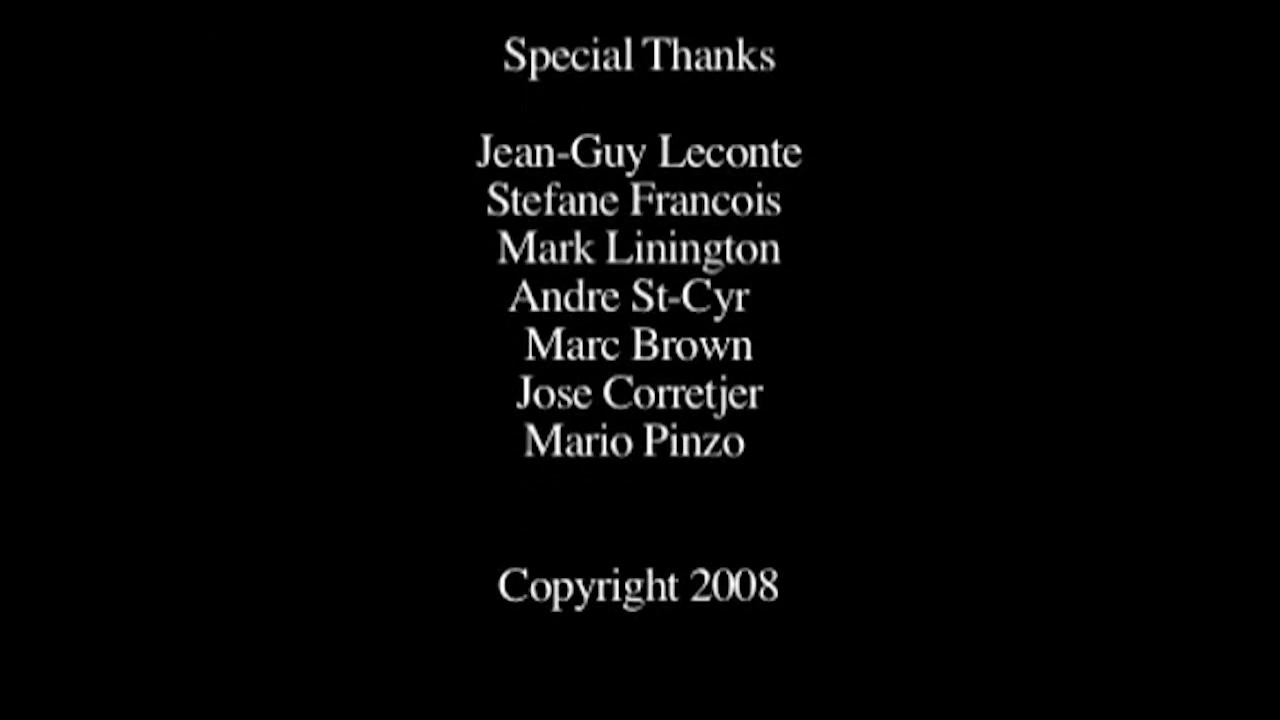 Special Thanks
Jean-Guy Leconte
Stefane Francois
Mark Linington
Andre St-Cyr
Marc Brown
Jose Corretjer
Mario Pinzo
Copyright 2008